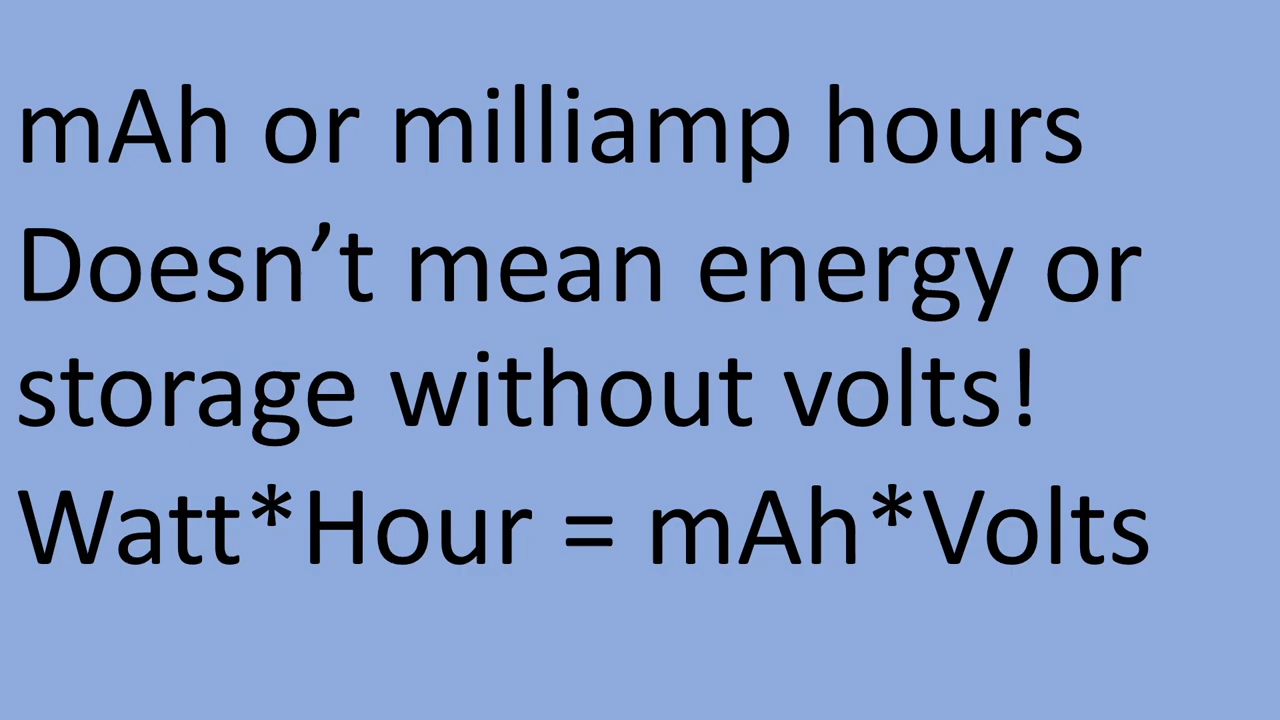 mAh or milliamp hours
Doesn’t mean energy or
storage without volts!
Watt*Hour = mAh*Volts